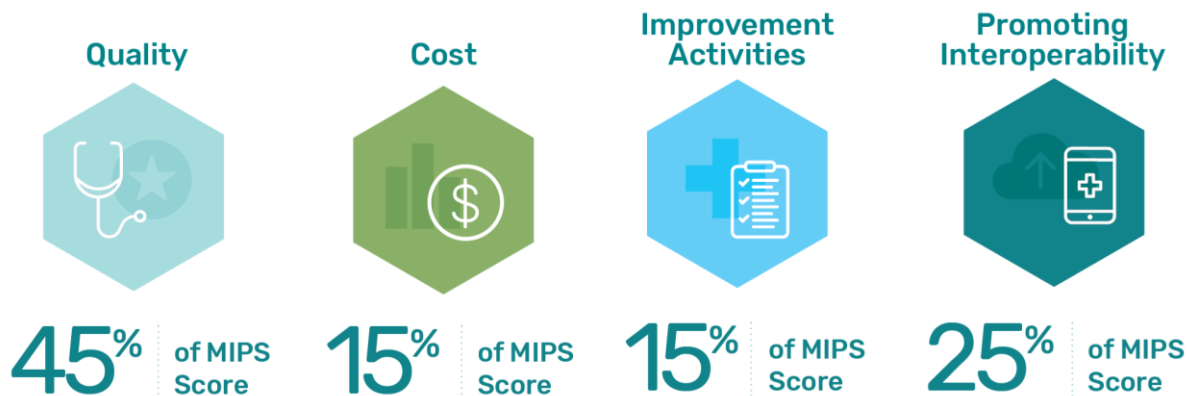 Quality
45% of MIPS
Score
Cost
15% of MIPS
Score
Improvement
Activities
15% of MIPS
Score
Promoting
Interoperability
25% of MIPS
Score
$